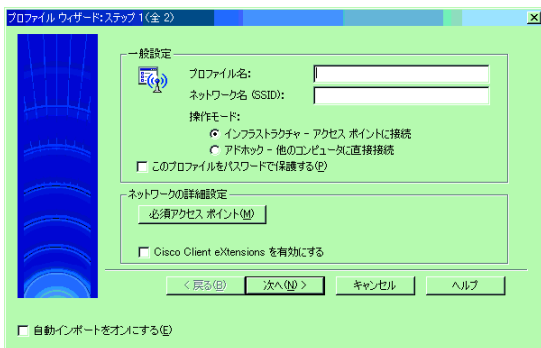 プロファイル ウィザード:ステップ 1(全 2)
一般設定
プロファイル名:
ネットワーク名 (SSID):
操作モード:
インフラストラクチャ - アクセス ポイントに接続
アドホック - 他のコンピュータに直接接続
このプロファイルをパスワードで保護する(P)
ネットワークの詳細設定
必須アクセス ポイント(M)
Cisco Client eXtensions を有効にする
< 戻る(B) 次へ(N) > キャンセル ヘルプ
自動インポートをオンにする(E)